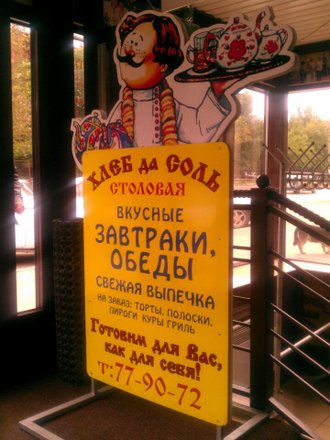 ХЛЕБ да СОЛЬ
СТОЛОВАЯ
ВКУСНЫЕ
ЗАВТРАКИ,
ОБЕДЫ
СВЕЖАЯ ВЫПЕЧКА
НА ЗАКАЗ: ТОРТЫ, ПОЛОСКИ,
ПИРОГИ КУРЫ ГРИЛЬ
Готовим для Вас,
как для себя!
Т:77-90-72